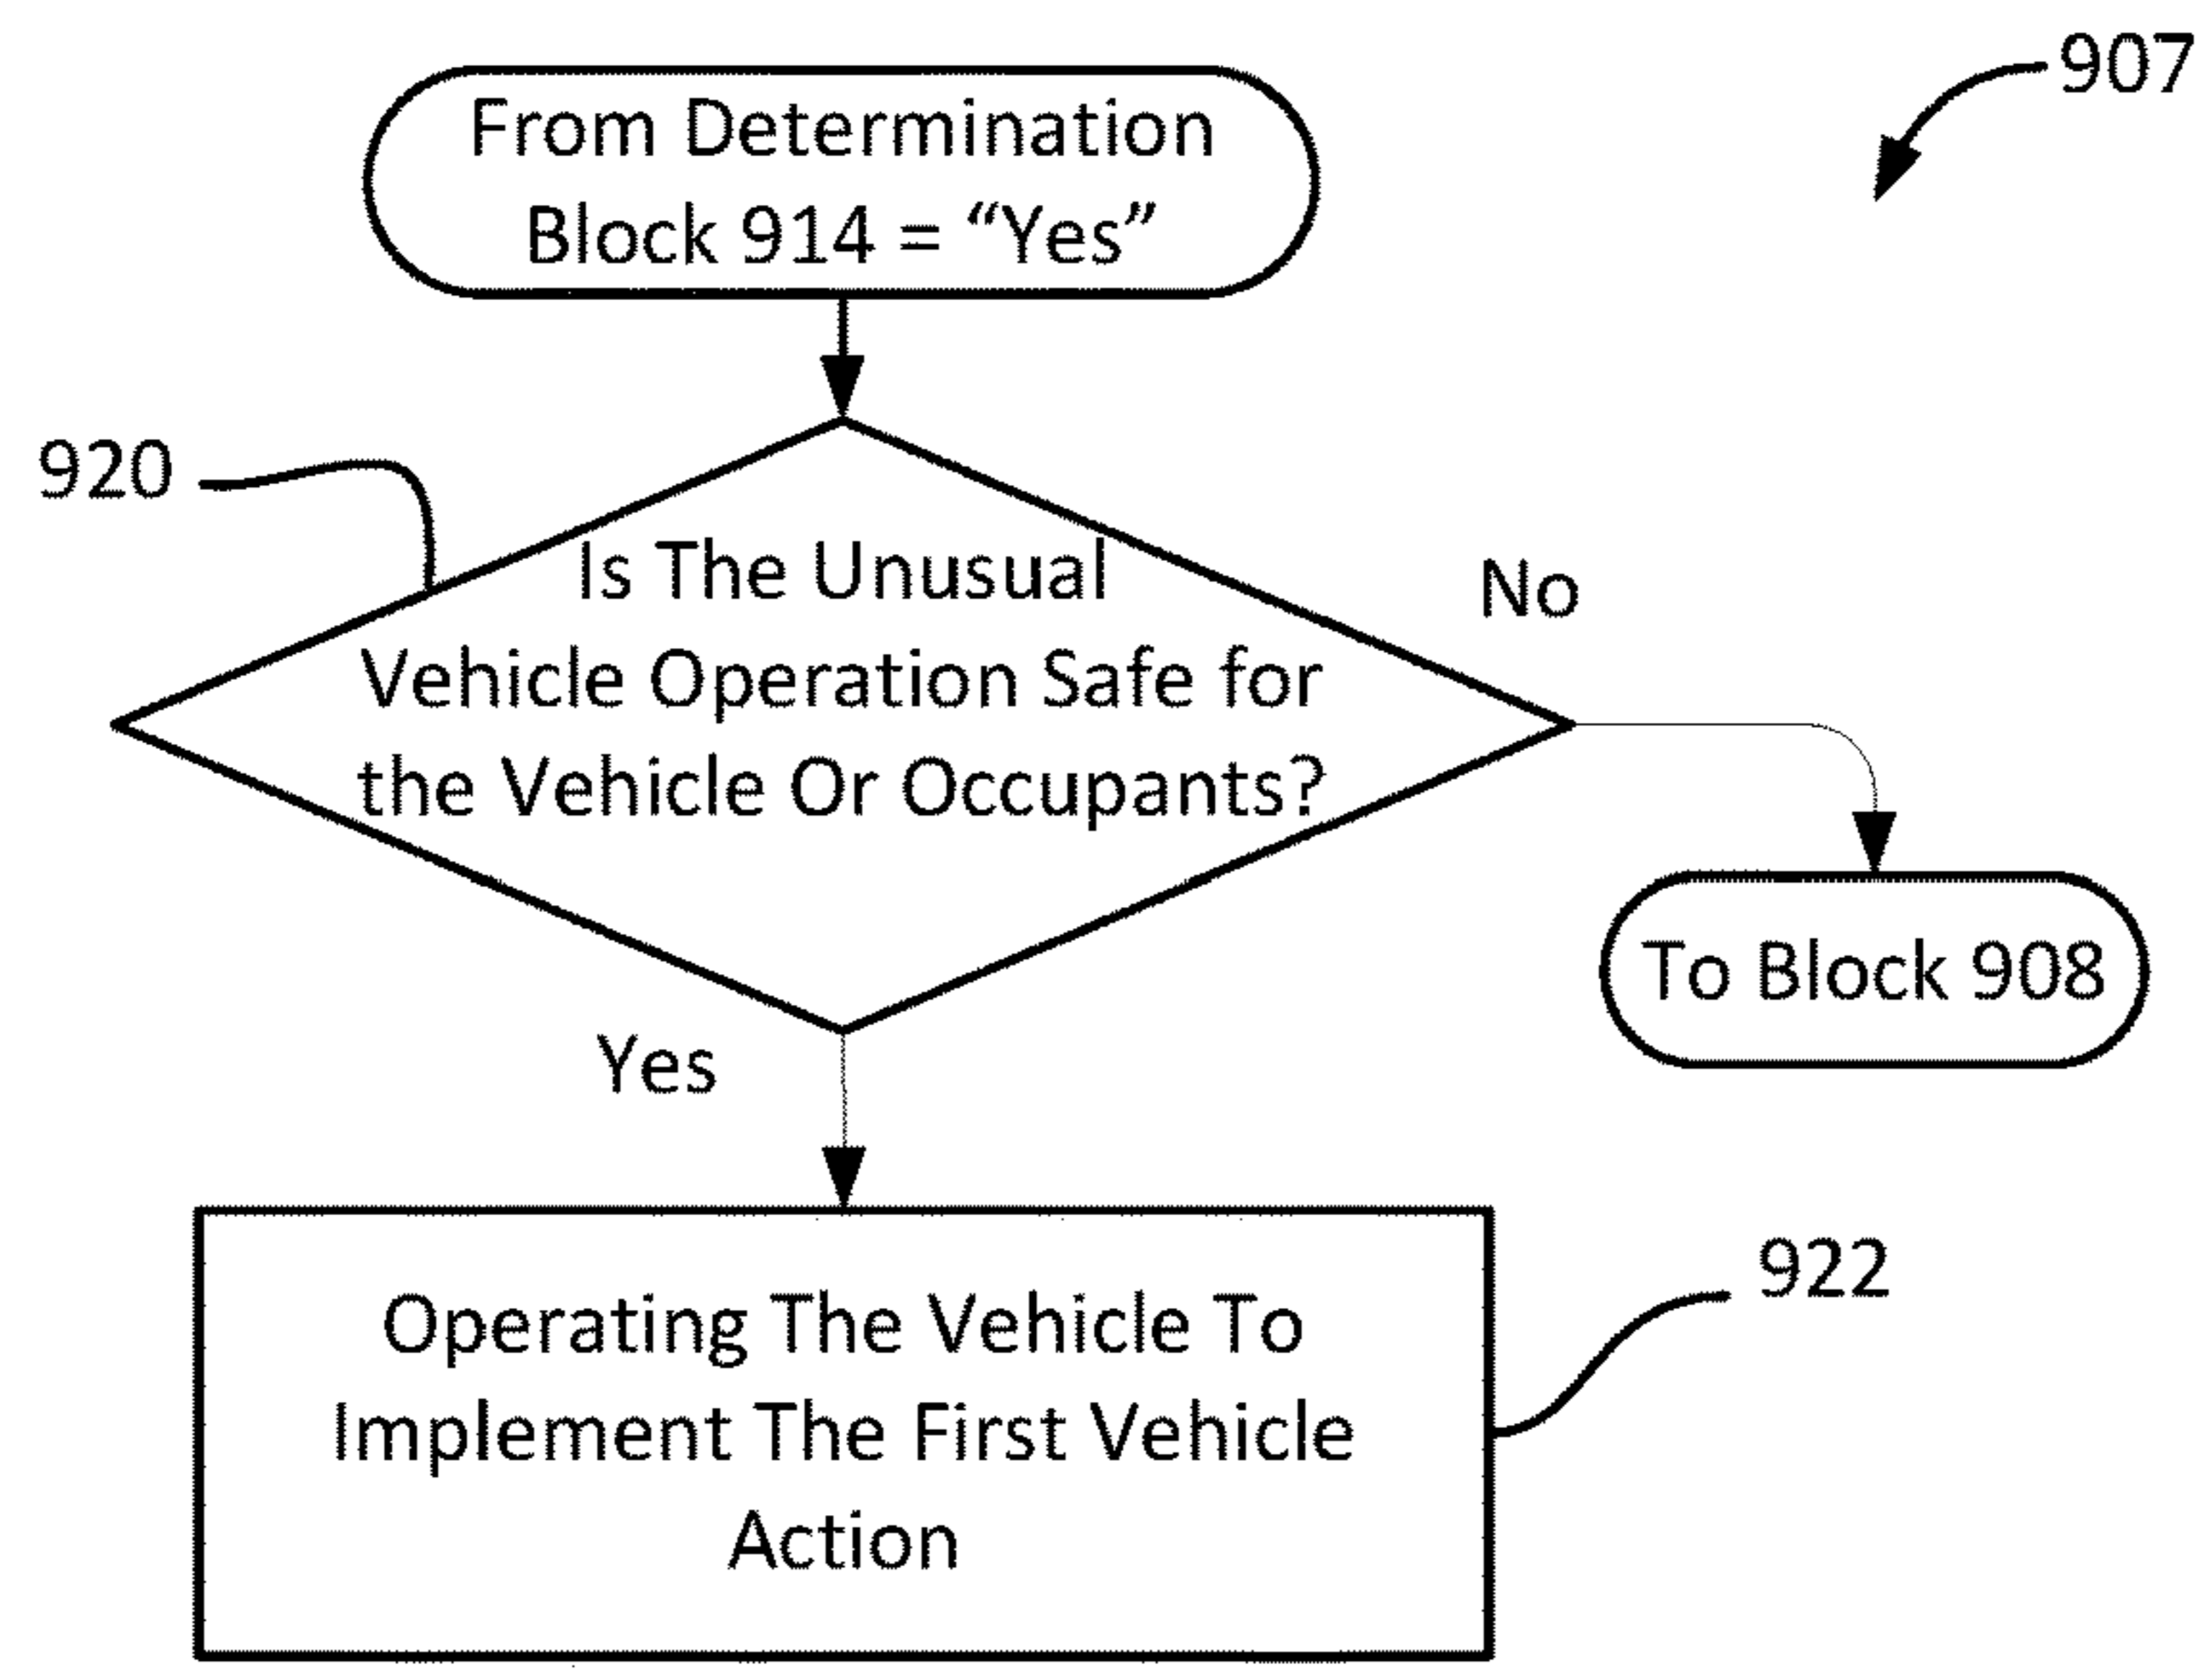 907
From Determination
Block 914 = “Yes”
920
Is The Unusual
Vehicle Operation Safe for
the Vehicle Or Occupants?
No
To Block 908
Yes
Operating The Vehicle To
Implement The First Vehicle
Action
922